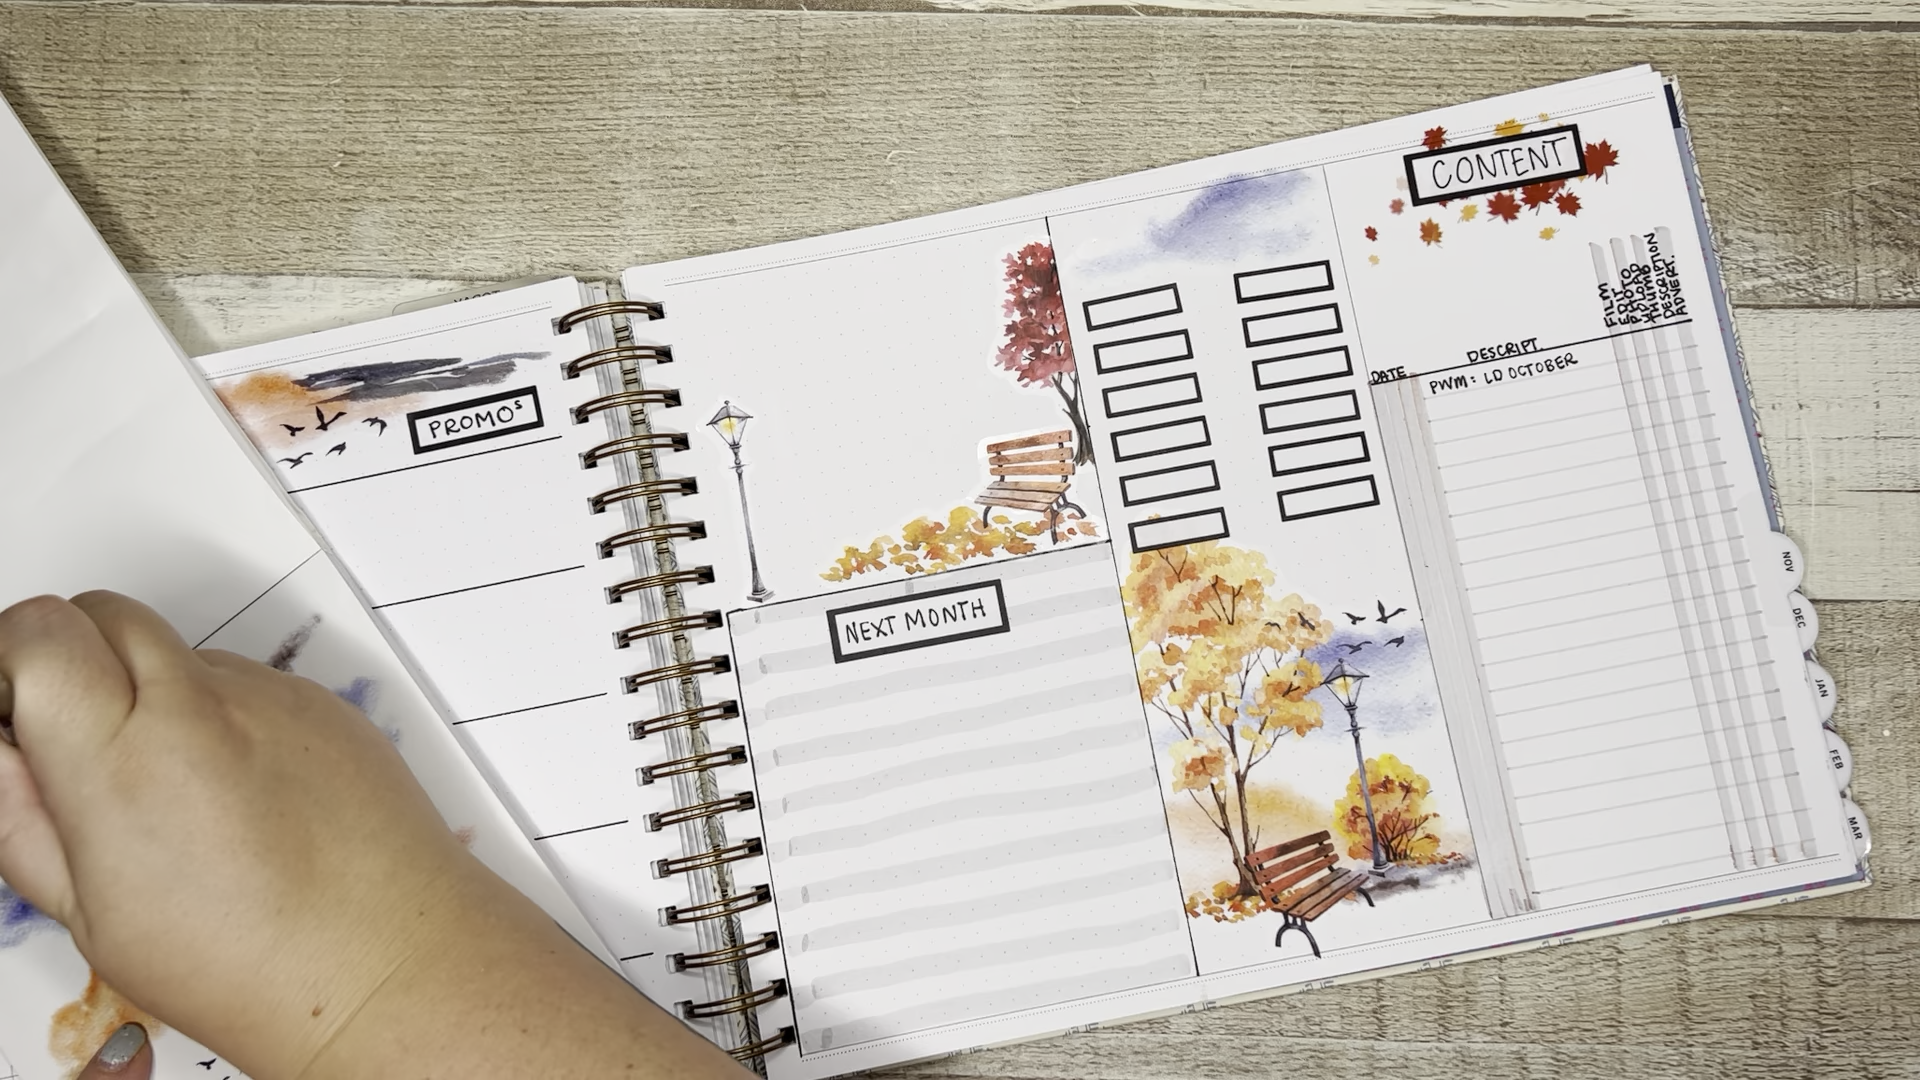 PROMOS
NEXT MONTH
CONTENT
FILM
EDIT
PHOTO
UPLOAD
THUMB
DESCRIPTION
ADVERT.
DATE
DESCRIPT.
PWM: LD OCTOBER
NOV
DEC
JAN
FEB
MAR